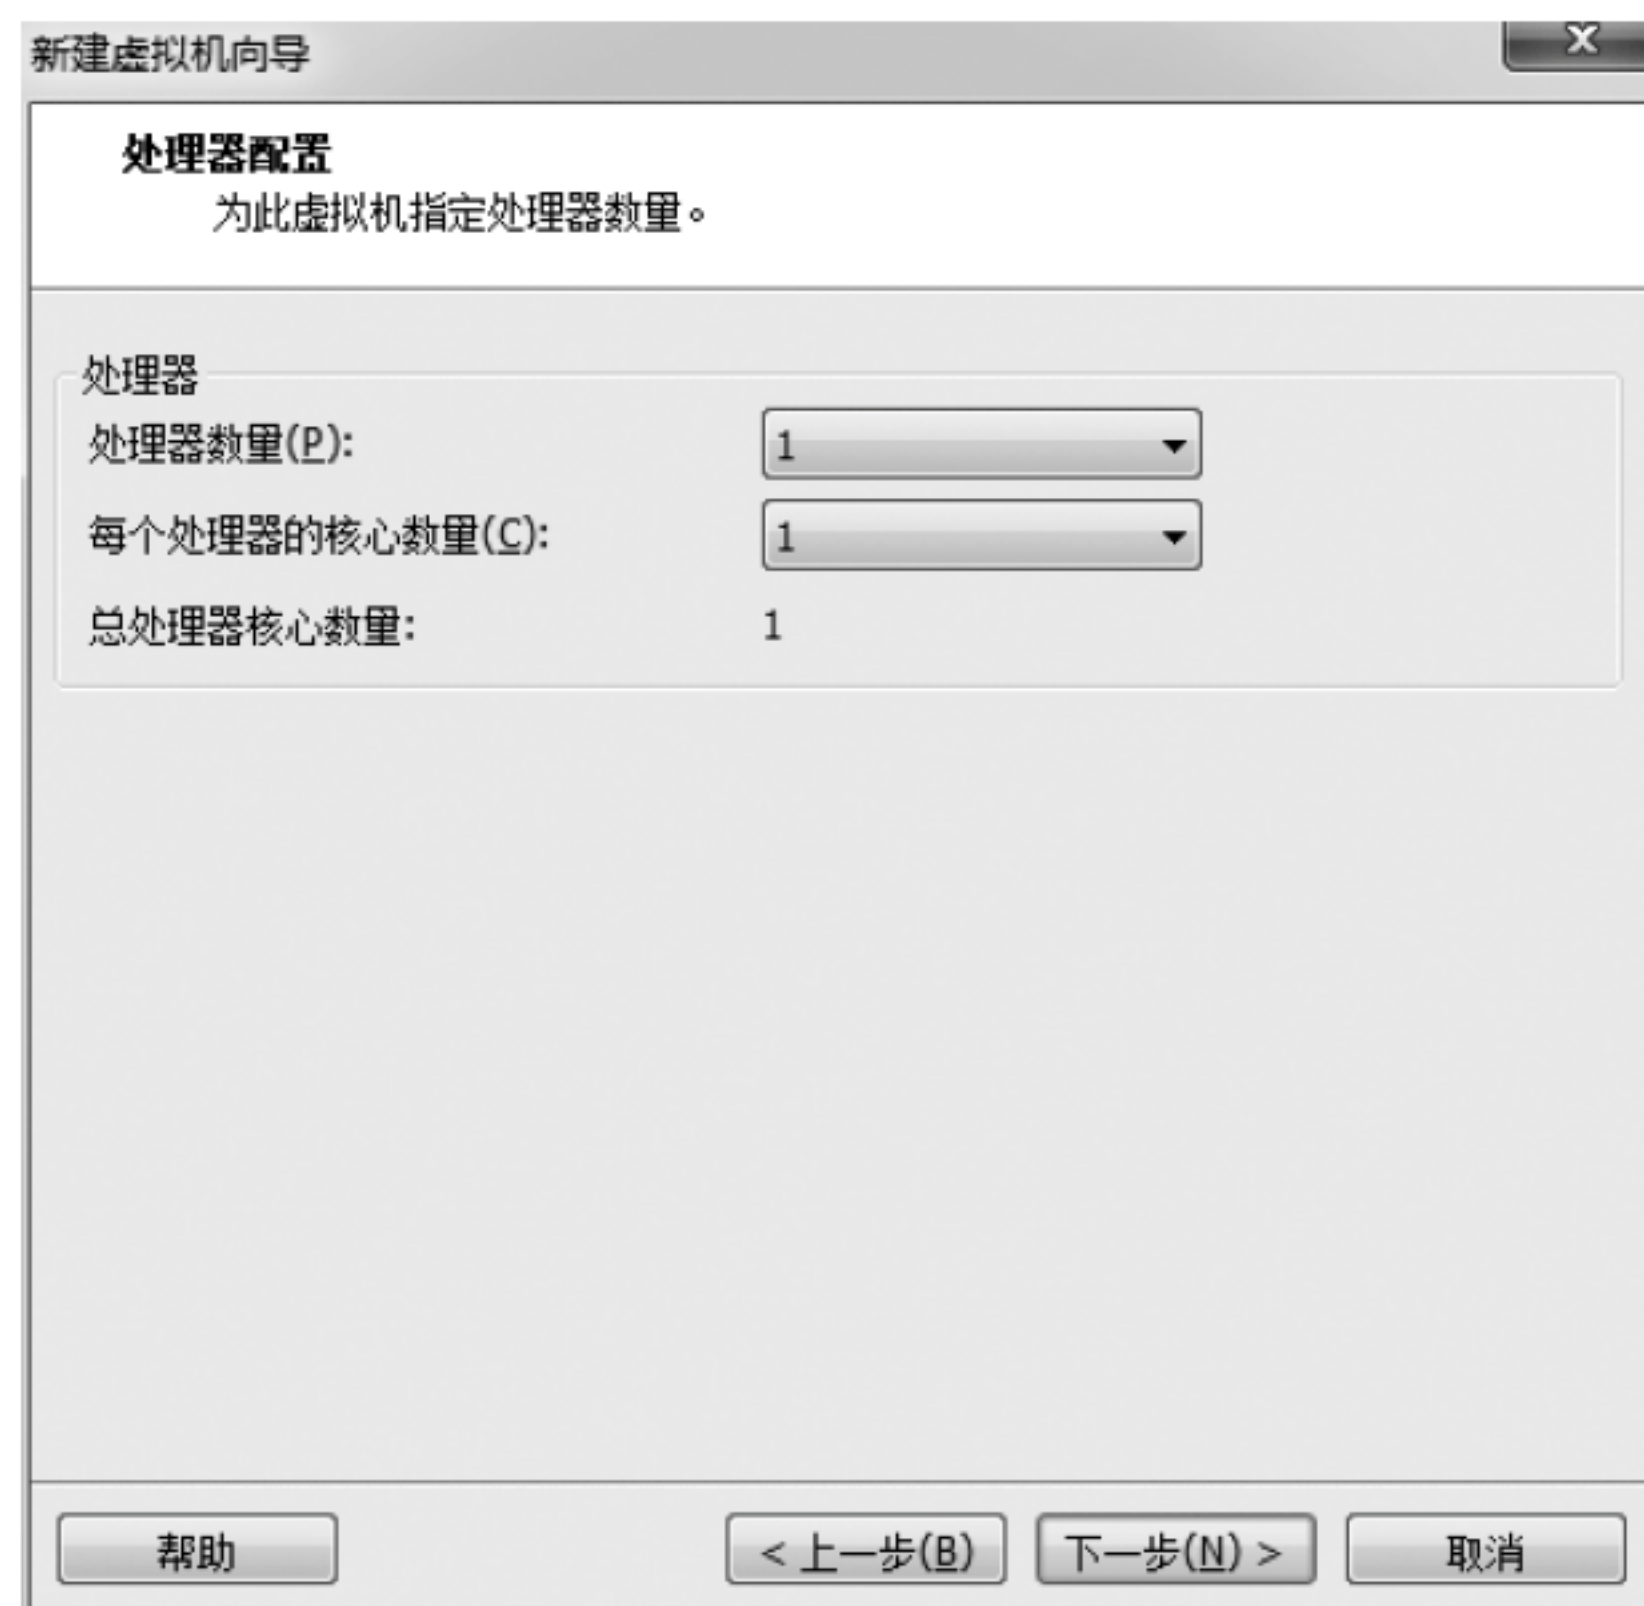 新建虚拟机向导
处理器配置
为此虚拟机指定处理器数量。
处理器
处理器数量(P): 1
每个处理器的核心数量(C): 1
总处理器核心数量: 1
帮助 < 上一步(B) 下一步(N) > 取消